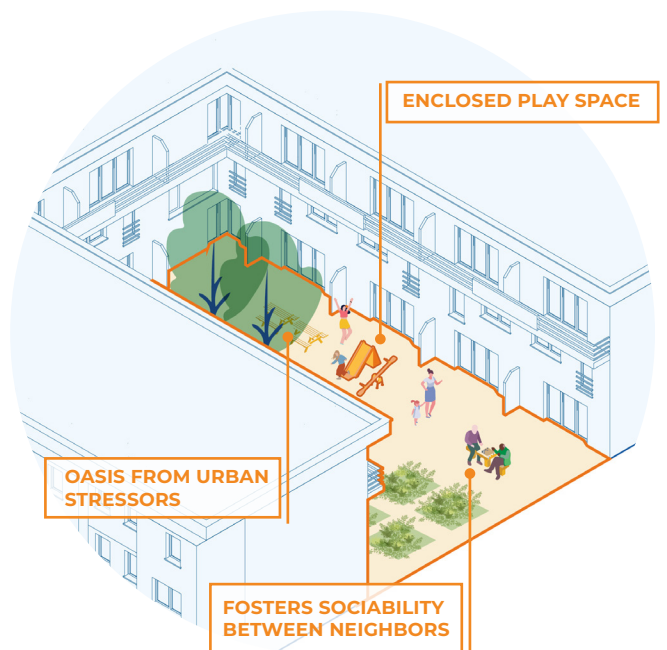 ENCLOSED PLAY SPACE
OASIS FROM URBAN
STRESSORS
FOSTERS SOCIABILITY
BETWEEN NEIGHBORS